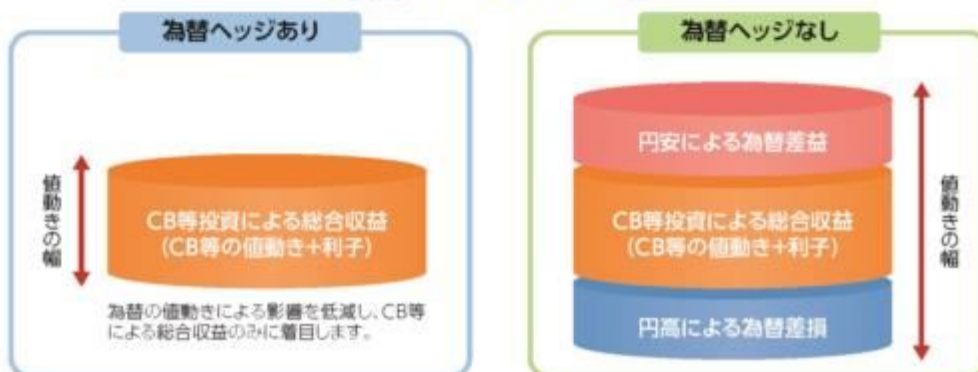 為替ヘッジあり
値動きの幅
CB等投資による総合収益
(CB等の値動き+利子)
為替の値動きによる影響を低減し、CB等
による総合収益のみに着目します。
為替ヘッジなし
円安による為替差益
CB等投資による総合収益
(CB等の値動き+利子)
円高による為替差損
値動きの幅